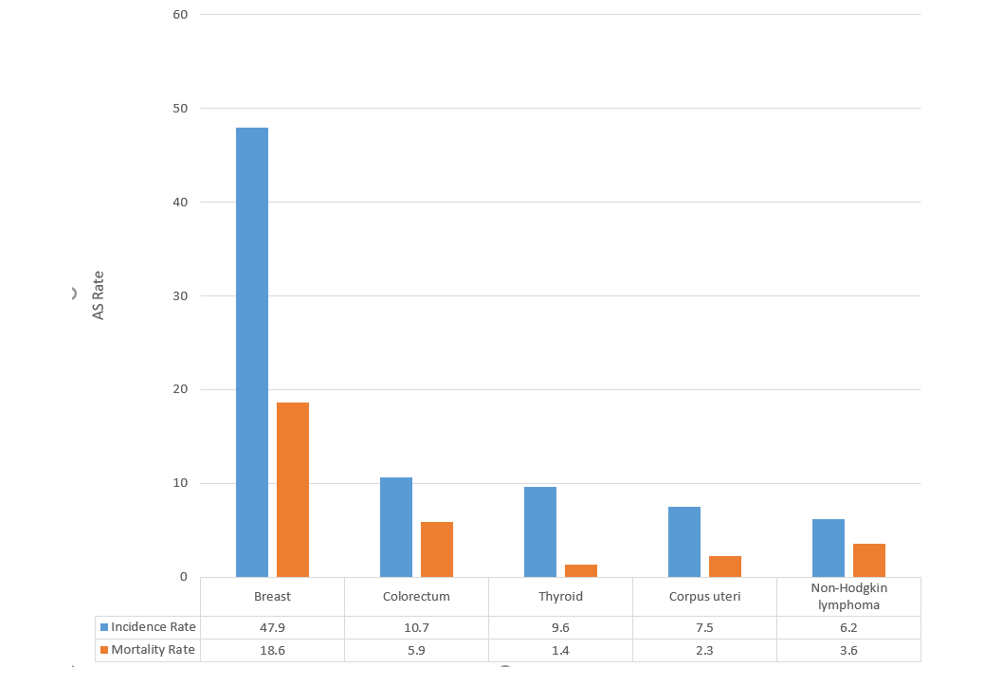 60
50
40
30
20
10
0
AS Rate
Breast Colorectum Thyroid Corpus uteri Non-Hodgkin
lymphoma
Incidence Rate 47.9 10.7 9.6 7.5 6.2
Mortality Rate 18.6 5.9 1.4 2.3 3.6